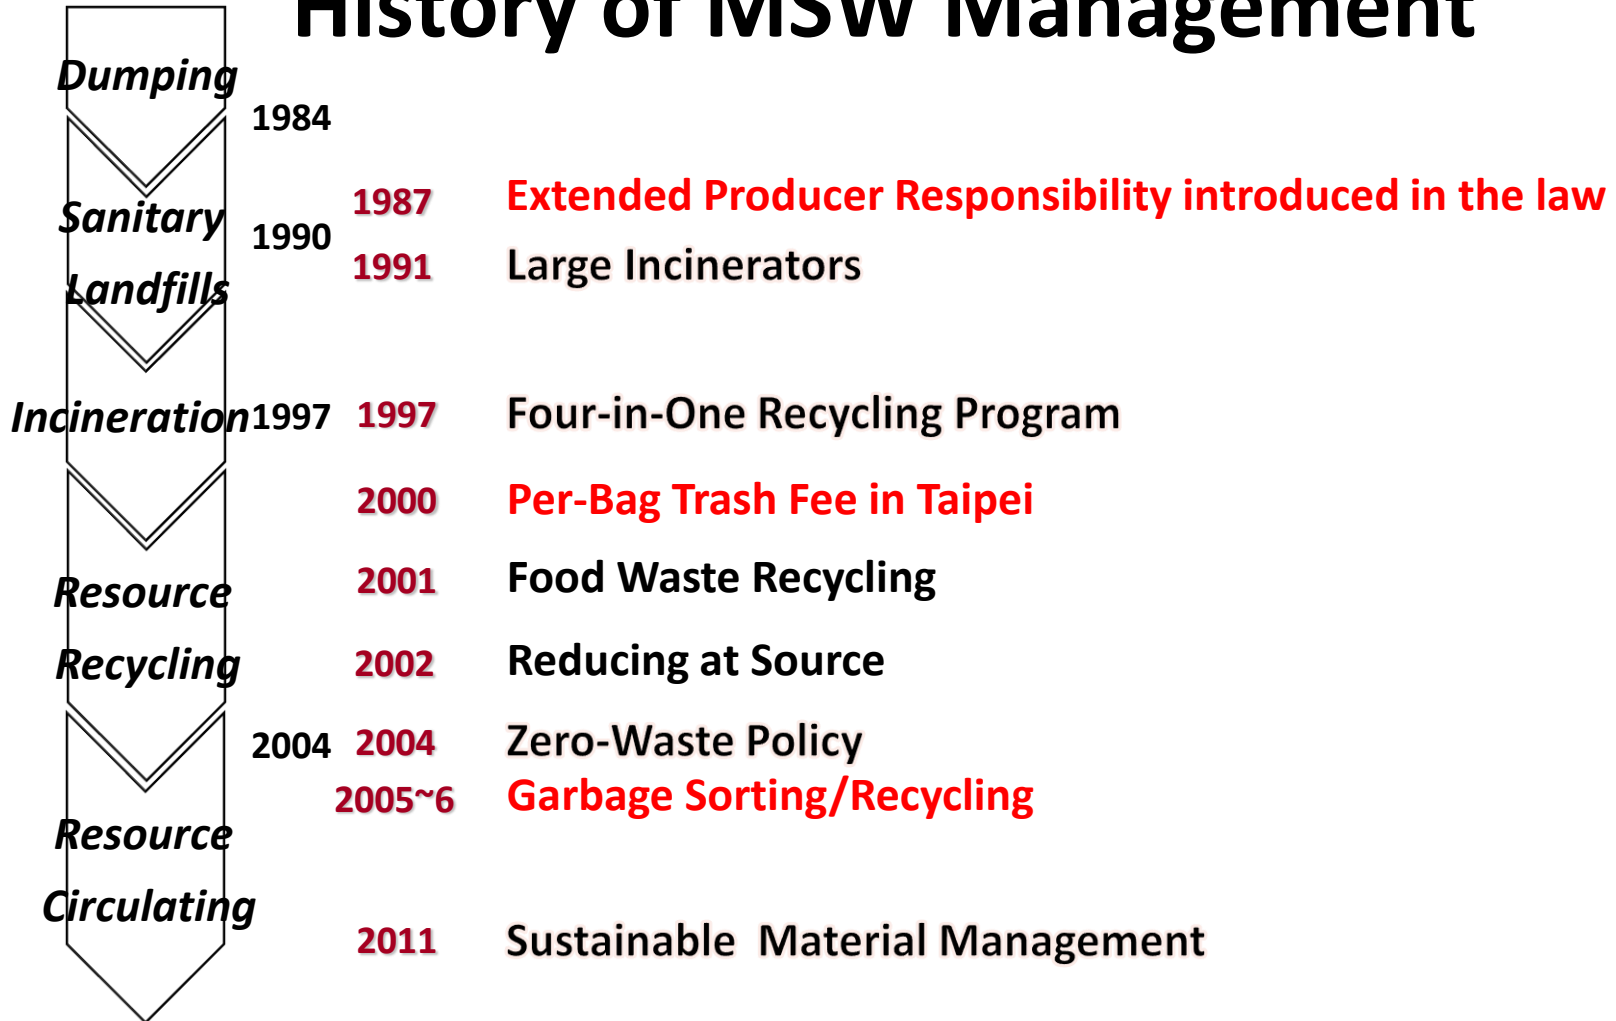 History of MSW Management
Dumping
1984
1987 Extended Producer Responsibility introduced in the law
Sanitary
1990
1991 Large Incinerators
Landfills
Incineration 1997 1997 Four-in-One Recycling Program
2000 Per-Bag Trash Fee in Taipei
2001 Food Waste Recycling
Resource
Recycling
2002 Reducing at Source
2004 2004 Zero-Waste Policy
2005~6 Garbage Sorting/Recycling
Resource
Circulating
2011 Sustainable Material Management